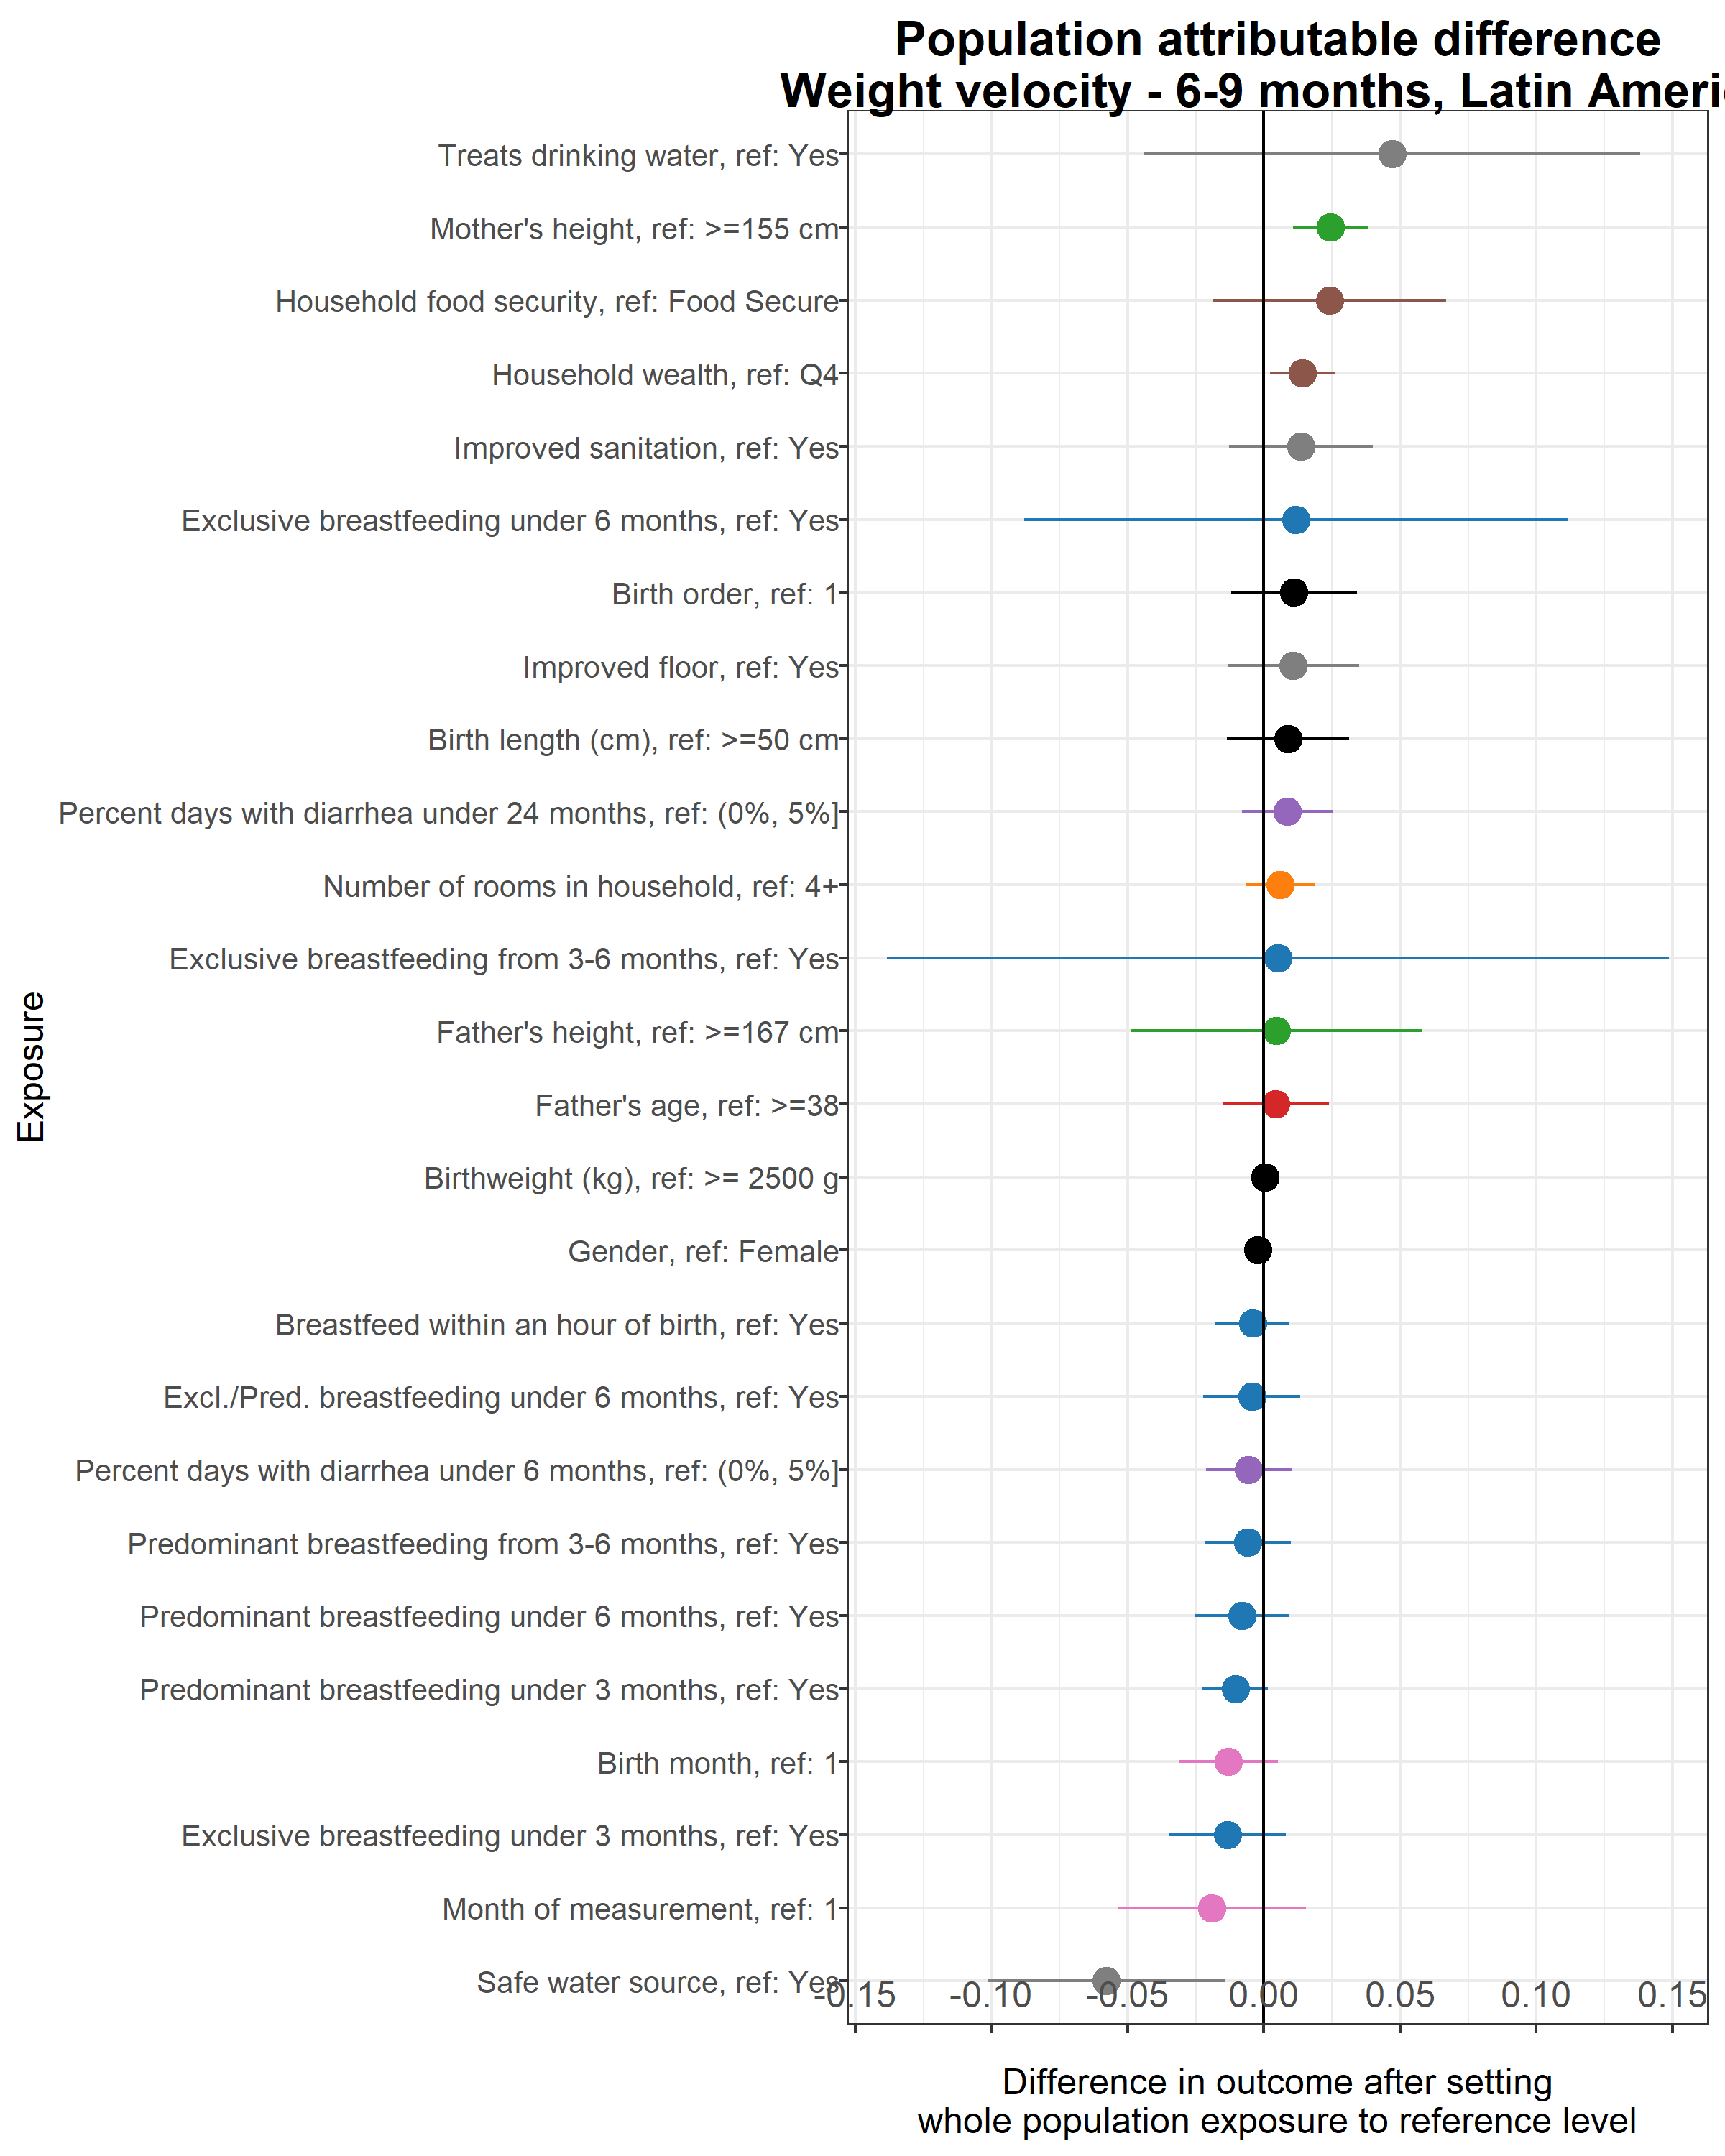 Population attributable difference
Weight velocity - 6-9 months, Latin Ameri
Treats drinking water, ref: Yes
Mother's height, ref: >=155 cm
Household food security, ref: Food Secure
Household wealth, ref: Q4
Improved sanitation, ref: Yes
Exclusive breastfeeding under 6 months, ref: Yes
Birth order, ref: 1
Improved floor, ref: Yes
Birth length (cm), ref: >=50 cm
Percent days with diarrhea under 24 months, ref: (0%, 5%]
Number of rooms in household, ref: 4+
Exclusive breastfeeding from 3-6 months, ref: Yes
Father's height, ref: >=167 cm
Father's age, ref: >=38
Birthweight (kg), ref: >= 2500 g
Gender, ref: Female
Breastfeed within an hour of birth, ref: Yes
Excl./Pred. breastfeeding under 6 months, ref: Yes
Percent days with diarrhea under 6 months, ref: (0%, 5%]
Predominant breastfeeding from 3-6 months, ref: Yes
Predominant breastfeeding under 6 months, ref: Yes
Predominant breastfeeding under 3 months, ref: Yes
Birth month, ref: 1
Exclusive breastfeeding under 3 months, ref: Yes
Month of measurement, ref: 1
Safe water source, ref: Yes
Exposure
-0.15 -0.10 -0.05 0.00 0.05 0.10 0.15
Difference in outcome after setting
whole population exposure to reference level